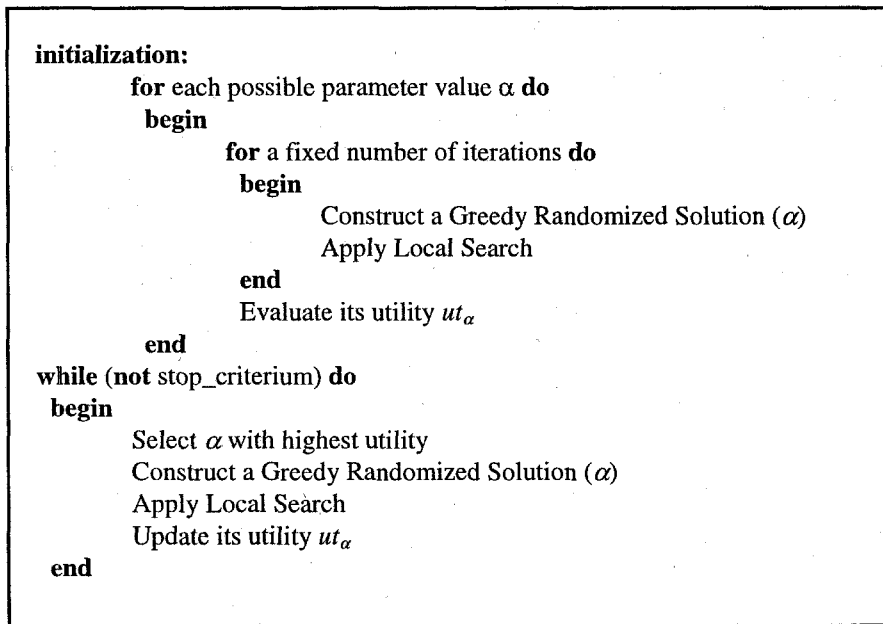 initialization:
for each possible parameter value α do
begin
for a fixed number of iterations do
begin
Construct a Greedy Randomized Solution (α)
Apply Local Search
end
Evaluate its utility utα
end
while (not stop_criterium) do
begin
Select α with highest utility
Construct a Greedy Randomized Solution (α)
Apply Local Search
Update its utility utα
end